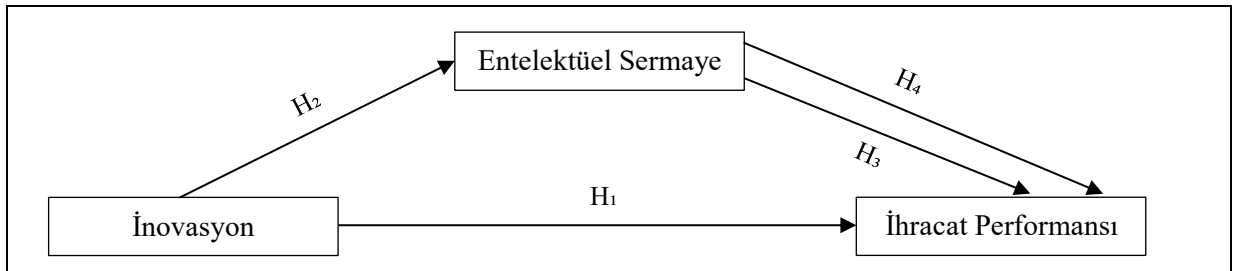 Entelektüel Sermaye
H₄
H₂
H₃
H₁
İnovasyon
İhracat Performansı